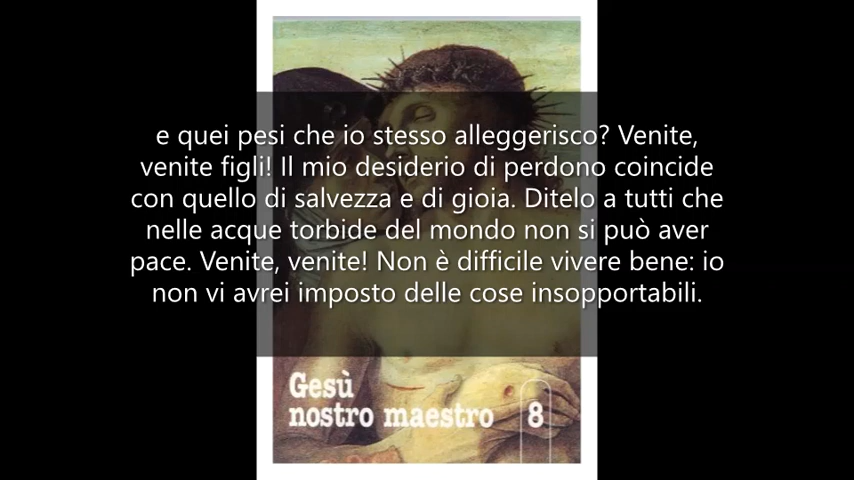 e quei pesi che io stesso alleggerisco? Venite,
venite figli! Il mio desiderio di perdono coincide
con quello di salvezza e di gioia. Ditelo a tutti che
nelle acque torbide del mondo non si può aver
pace. Venite, venite! Non è difficile vivere bene: io
non vi avrei imposto delle cose insopportabili.
Gesù
nostro maestro 8